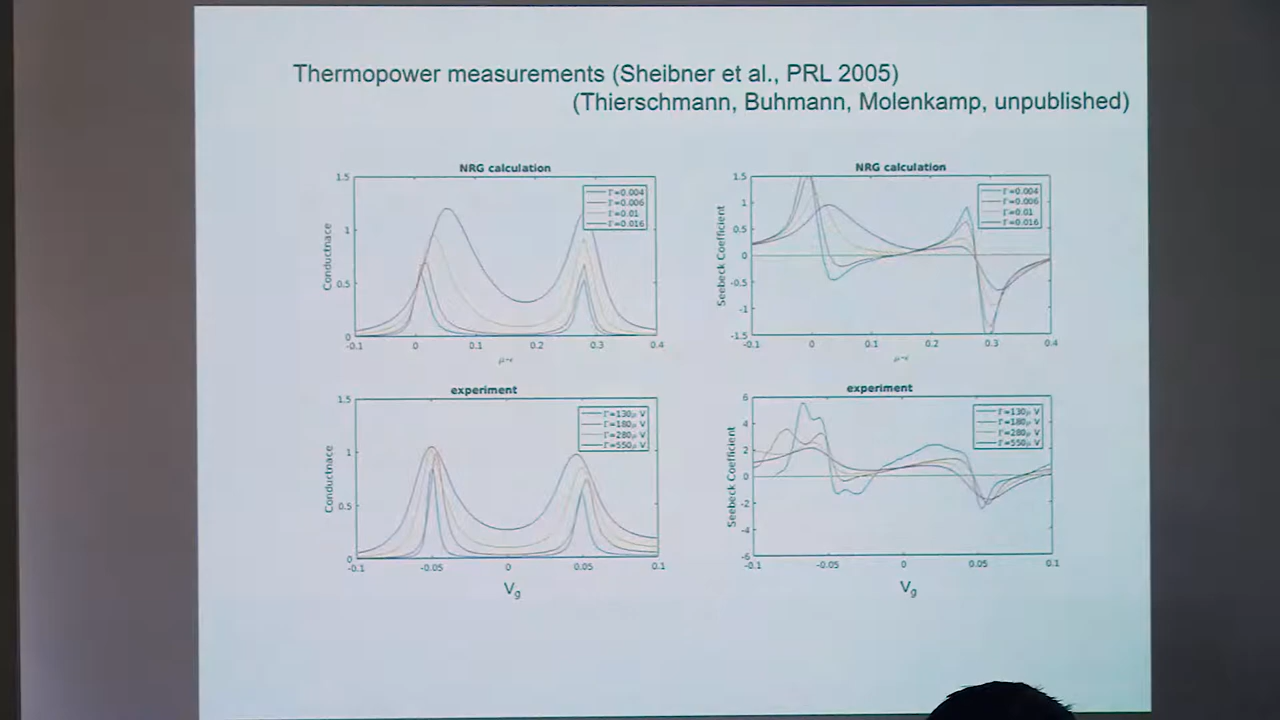 Thermopower measurements (Sheibner et al., PRL 2005)
(Thierschmann, Buhmann, Molenkamp, unpublished)
NRG calculation
1.5
1
0.5
0
Conductnace
-0.1 0 0.1 0.2 0.3 0.4
Γ=0.004
Γ=0.006
Γ=0.01
Γ=0.016
NRG calculation
1.5
1
0.5
0
-0.5
-1
-1.5
Seebeck Coefficient
-0.1 0 0.1 0.2 0.3 0.4
Γ=0.004
Γ=0.006
Γ=0.01
Γ=0.016
experiment
1.5
1
0.5
0
Conductnace
-0.1 -0.05 0 0.05 0.1
Vg
Γ=130μ V
Γ=180μ V
Γ=280μ V
Γ=550μ V
experiment
6
4
2
0
-2
-4
-6
Seebeck Coefficient
-0.1 -0.05 0 0.05 0.1
Vg
Γ=130μ V
Γ=180μ V
Γ=280μ V
Γ=550μ V